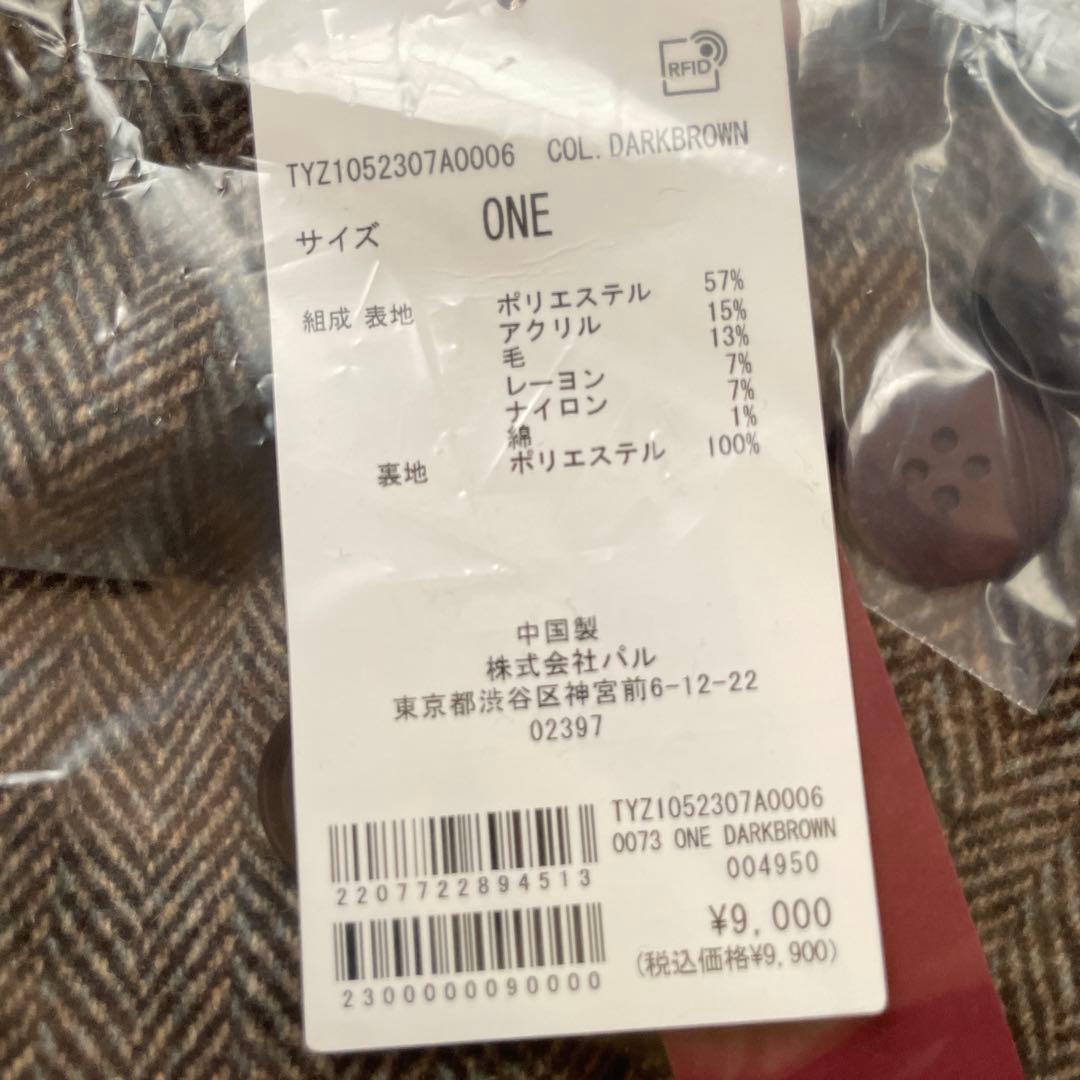 RFID
TYZ1052307A0006 COL. DARKBROWN
サイズ ONE
組成 表地 ポリエステル 57%
アクリル 15%
毛 13%
レーヨン 7%
ナイロン 7%
綿 1%
裏地 ポリエステル 100%
中国製
株式会社パル
東京都渋谷区神宮前6-12-22
02397
TYZ1052307A0006
0073 ONE DARKBROWN
004950
2207722894513
¥9,000
(税込価格¥9,900)
2300000090000